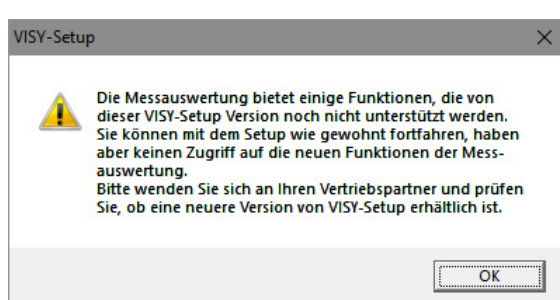 VISY-Setup
Die Messauswertung bietet einige Funktionen, die von
dieser VISY-Setup Version noch nicht unterstützt werden.
Sie können mit dem Setup wie gewohnt fortfahren, haben
aber keinen Zugriff auf die neuen Funktionen der Mess-
auswertung.
Bitte wenden Sie sich an Ihren Vertriebspartner und prüfen
Sie, ob eine neuere Version von VISY-Setup erhältlich ist.
OK